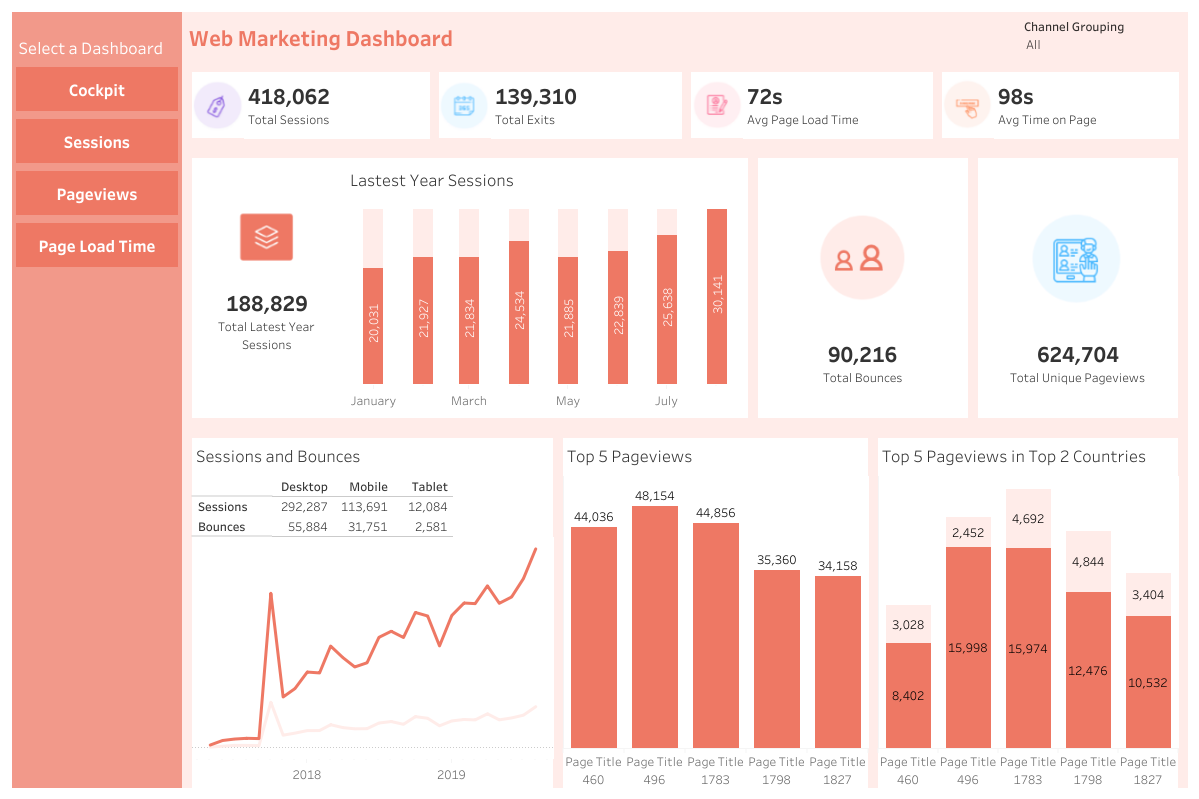 Select a Dashboard
Cockpit
Sessions
Pageviews
Page Load Time
Web Marketing Dashboard
Channel Grouping
All
418,062
Total Sessions
139,310
Total Exits
72s
Avg Page Load Time
98s
Avg Time on Page
188,829
Total Latest Year
Sessions
Lastest Year Sessions
20,031
21,927
21,834
24,534
21,885
22,839
25,638
30,141
January March May July
90,216
Total Bounces
624,704
Total Unique Pageviews
Sessions and Bounces
Desktop Mobile Tablet
Sessions 292,287 113,691 12,084
Bounces 55,884 31,751 2,581
2018 2019
Top 5 Pageviews
44,036
48,154
44,856
35,360
34,158
Page Title Page Title Page Title Page Title Page Title
460 496 1783 1798 1827
Top 5 Pageviews in Top 2 Countries
3,028
8,402
2,452
15,998
4,692
15,974
4,844
12,476
3,404
10,532
Page Title Page Title Page Title Page Title Page Title
460 496 1783 1798 1827